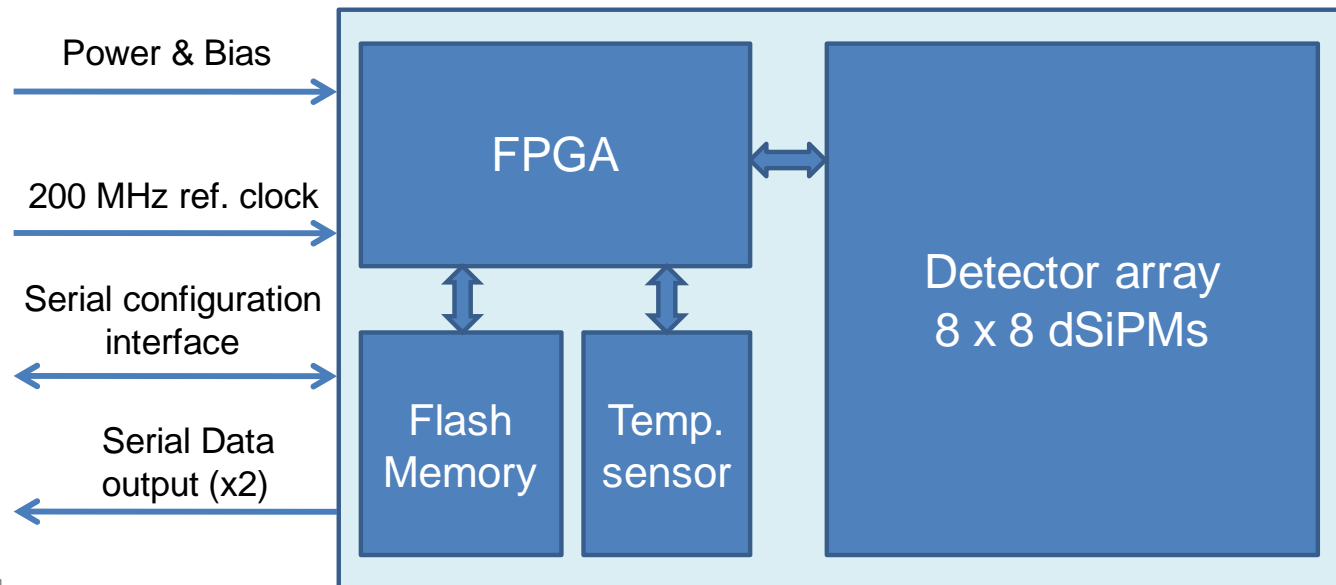 Power & Bias
200 MHz ref. clock
Serial configuration
interface
Serial Data
output (x2)
FPGA
Flash
Memory
Temp.
sensor
Detector array
8 x 8 dSiPMs